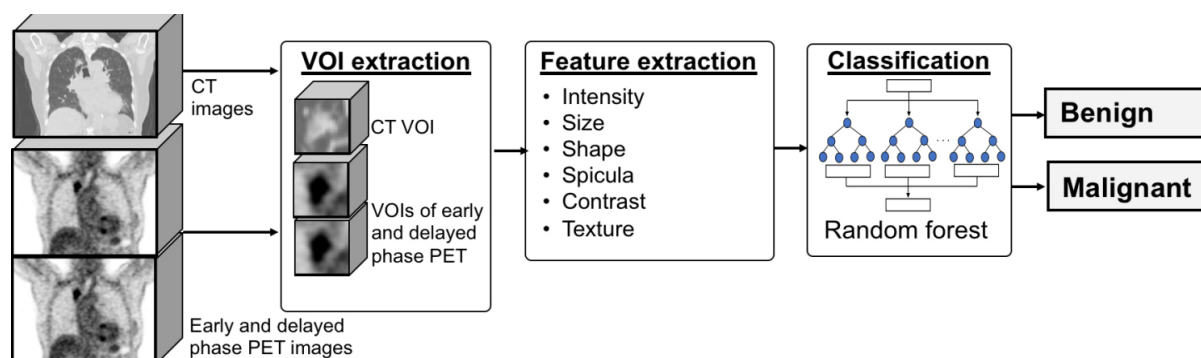 CT
images
Early and delayed
phase PET images
VOI extraction
CT VOI
VOIs of early
and delayed
phase PET
Feature extraction
• Intensity
• Size
• Shape
• Spicula
• Contrast
• Texture
Classification
...
Random forest
Benign
Malignant